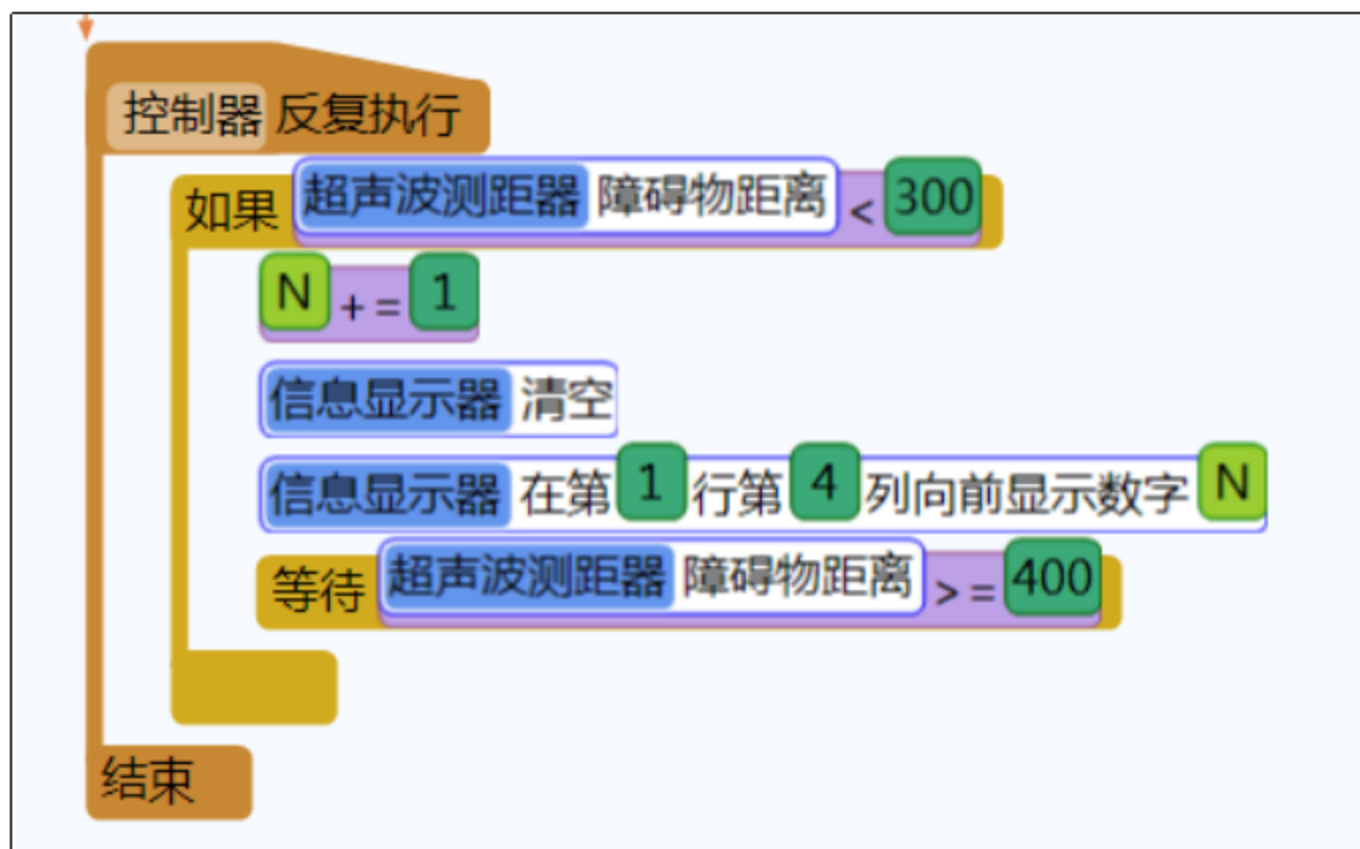 控制器 反复执行
如果 超声波测距器 障碍物距离 < 300
N += 1
信息显示器 清空
信息显示器 在第 1 行第 4 列向前显示数字 N
等待 超声波测距器 障碍物距离 >= 400
结束